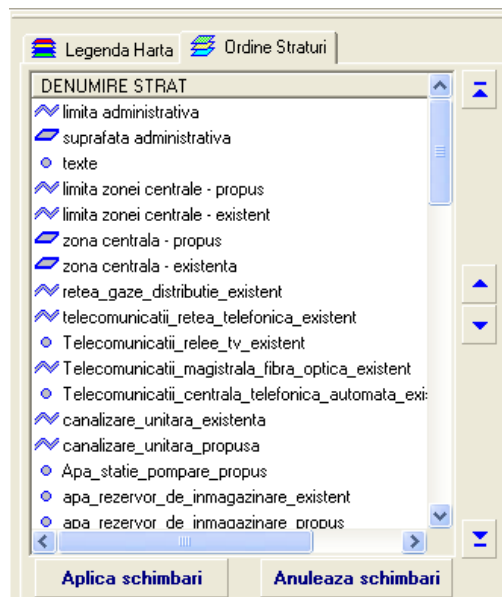 Legenda Harta
Ordine Straturi
DENUMIRE STRAT
limita administrativa
suprafata administrativa
texte
limita zonei centrale - propus
limita zonei centrale - existent
zona centrala - propus
zona centrala - existenta
retea_gaze_distributie_existent
telecomunicatii_retea_telefonica_existent
Telecomunicatii_relee_tv_existent
Telecomunicatii_magistrala_fibra_optica_existent
Telecomunicatii_centrala_telefonica_automata_exi
canalizare_unitara_existenta
canalizare_unitara_propusa
Apa_statie_pompare_propus
apa_rezervor_de_inmagazinare_existent
apa_rezervor_de_inmagazinare_propus
Aplica schimbari
Anuleaza schimbari